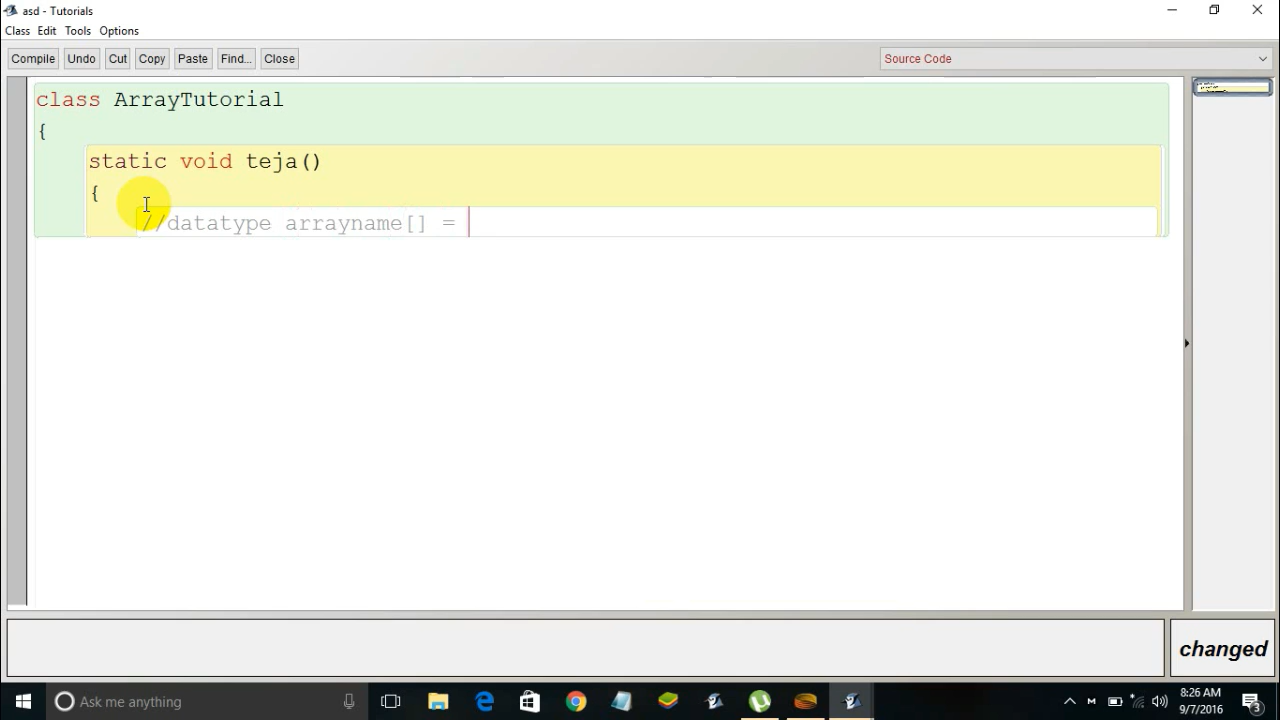 asd - Tutorials
Class Edit Tools Options
Compile Undo Cut Copy Paste Find... Close Source Code
class ArrayTutorial
{
static void teja()
{
//datatype arrayname[] =
changed
Ask me anything
8:26 AM
9/7/2016
3